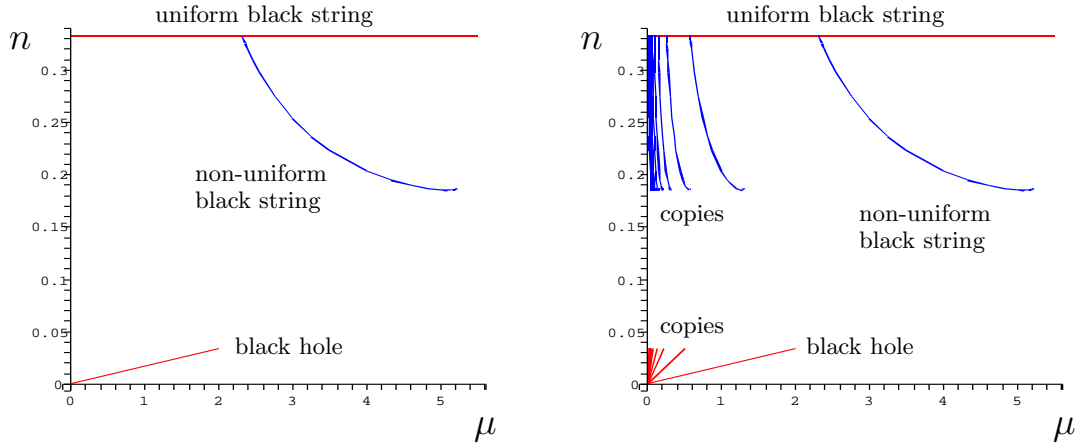 uniform black string
n
0.3
0.25
0.2
0.15
0.1
0.05
0
non-uniform
black string
black hole
0 1 2 3 4 5
μ
uniform black string
n
0.3
0.25
0.2
0.15
0.1
0.05
0
copies
non-uniform
black string
copies
black hole
0 1 2 3 4 5
μ